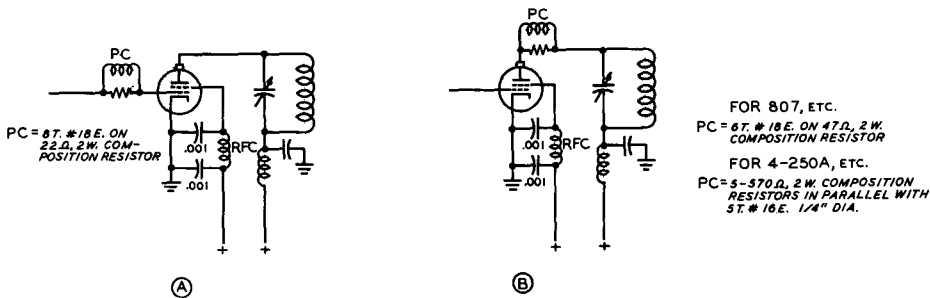 PC
PC = 8T. #18E. ON
22Ω, 2W. COM-
POSITION RESISTOR
.001
RFC
.001
+
+
A
PC
.001
RFC
.001
+
+
B
FOR 807, ETC.
PC = 6T. #18E. ON 47Ω, 2W.
COMPOSITION RESISTOR
FOR 4-250A, ETC.
PC = 5-570Ω, 2W. COMPOSITION
RESISTORS IN PARALLEL WITH
5T. #16E. 1/4" DIA.